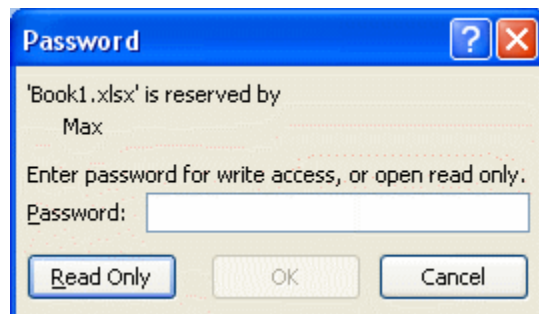 Password
'Book1.xlsx' is reserved by
Max
Enter password for write access, or open read only.
Password:
Read Only OK Cancel